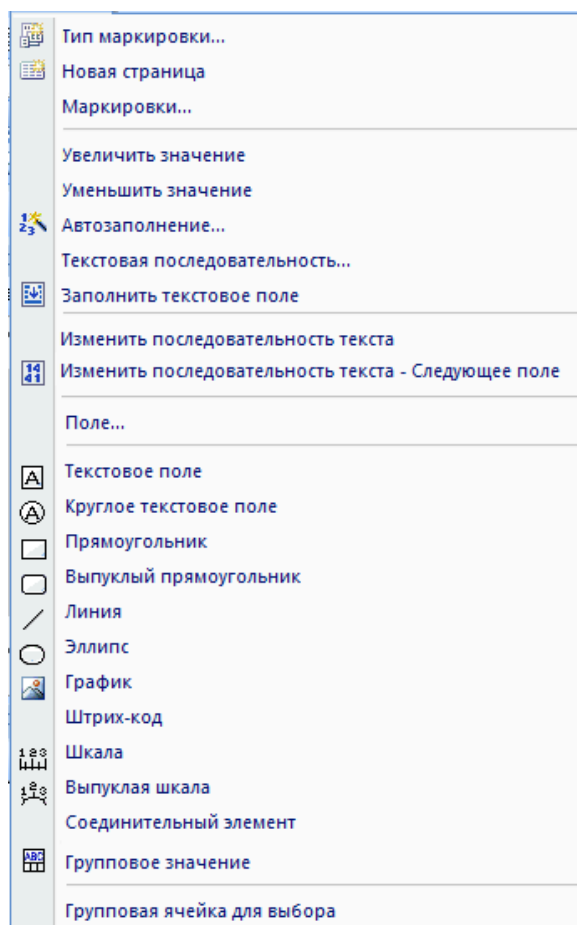 Тип маркировки...
Новая страница
Маркировки...
Увеличить значение
Уменьшить значение
Автозаполнение...
Текстовая последовательность...
Заполнить текстовое поле
Изменить последовательность текста
Изменить последовательность текста - Следующее поле
Поле...
Текстовое поле
Круглое текстовое поле
Прямоугольник
Выпуклый прямоугольник
Линия
Эллипс
График
Штрих-код
Шкала
Выпуклая шкала
Соединительный элемент
Групповое значение
Групповая ячейка для выбора